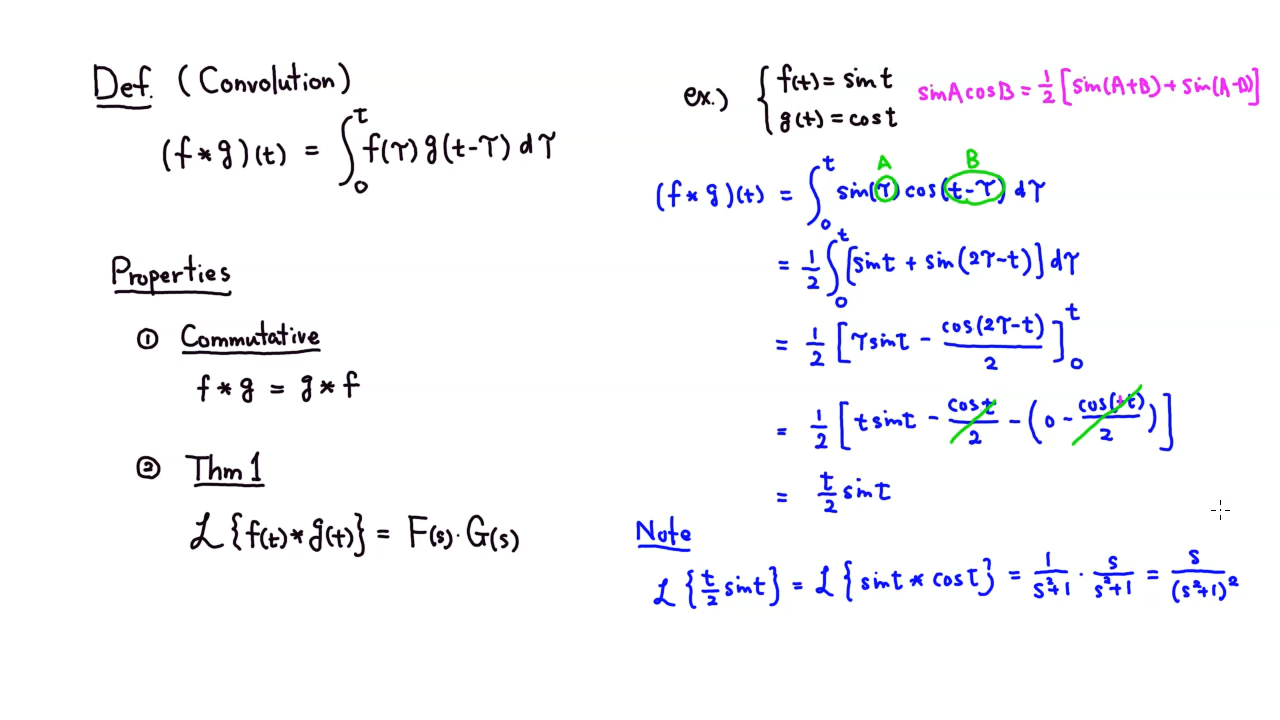 Def. (Convolution)
(f * g)(t) = ∫₀ᵗ f(τ) g(t-τ) dτ
Properties
① Commutative
f * g = g * f
② Thm 1
ℒ{f(t) * g(t)} = F(s) · G(s)
ex.) { f(t) = sin t
g(t) = cos t
sinA cosB = 1/2 [sin(A+B) + sin(A-B)]
A B
(f * g)(t) = ∫₀ᵗ sin(τ) cos(t-τ) dτ
= 1/2 ∫₀ᵗ [sin t + sin(2τ-t)] dτ
= 1/2 [τ sin t - cos(2τ-t)/2]₀ᵗ
= 1/2 [t sin t - cos t/2 - (0 - cos(+t)/2)]
= t/2 sin t
Note
ℒ{t/2 sin t} = ℒ{sin t * cos t} = 1/(s²+1) · s/(s²+1) = s/(s²+1)²